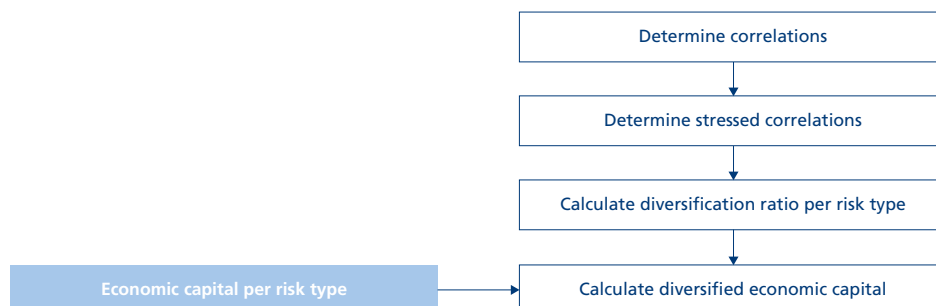 Determine correlations
Determine stressed correlations
Calculate diversification ratio per risk type
Economic capital per risk type
Calculate diversified economic capital